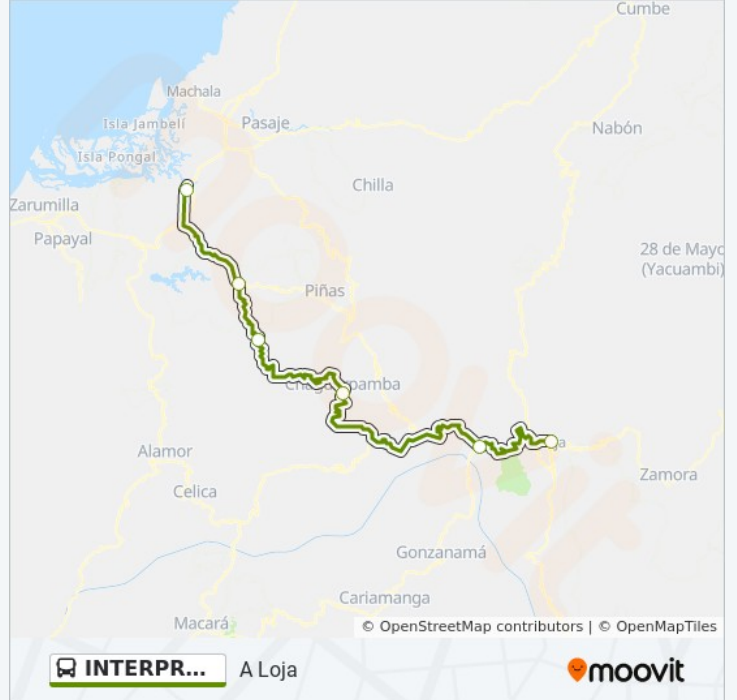 Cumbe
Machala
Isla Jambelí
Pasaje
Nabón
Isla Pongal
Chilla
Zarumilla
Papayal
28 de Mayo
(Yacuambi)
Piñas
Alamor
Zamora
Celica
Gonzanamá
Cariamanga
Macará
© OpenStreetMap contributors | © OpenMapTiles
INTERPR...
A Loja
moovit